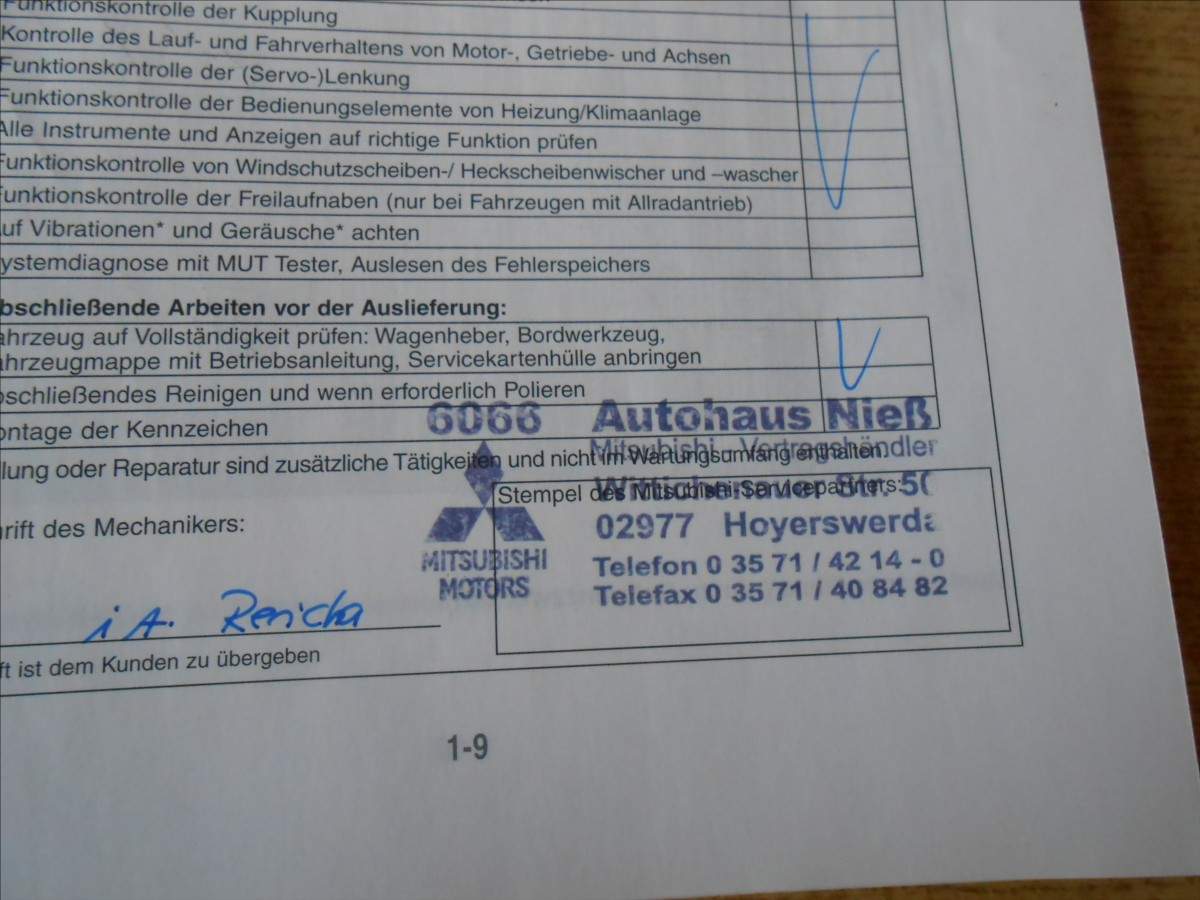 Funktionskontrolle der Kupplung
Kontrolle des Lauf- und Fahrverhaltens von Motor-, Getriebe- und Achsen
Funktionskontrolle der (Servo-)Lenkung
Funktionskontrolle der Bedienungselemente von Heizung/Klimaanlage
Alle Instrumente und Anzeigen auf richtige Funktion prüfen
Funktionskontrolle von Windschutzscheiben-/ Heckscheibenwischer und –wascher
Funktionskontrolle der Freilaufnaben (nur bei Fahrzeugen mit Allradantrieb)
uf Vibrationen* und Geräusche* achten
ystemdiagnose mit MUT Tester, Auslesen des Fehlerspeichers
bschließende Arbeiten vor der Auslieferung:
ahrzeug auf Vollständigkeit prüfen: Wagenheber, Bordwerkzeug,
ahrzeugmappe mit Betriebsanleitung, Servicekartenhülle anbringen
bschließendes Reinigen und wenn erforderlich Polieren
ontage der Kennzeichen
6066 Autohaus Nieß
Mitsubishi - Vertragshändler
llung oder Reparatur sind zusätzliche Tätigkeiten und nicht im Wartungsumfang enthalten.
Stempel des Mitsubishi-Servicepartners:
Wittichenauer Str. 50
02977 Hoyerswerda
rift des Mechanikers:
MITSUBISHI
MOTORS
Telefon 0 35 71 / 42 14 - 0
Telefax 0 35 71 / 40 84 82
i A.
ft ist dem Kunden zu übergeben
1-9